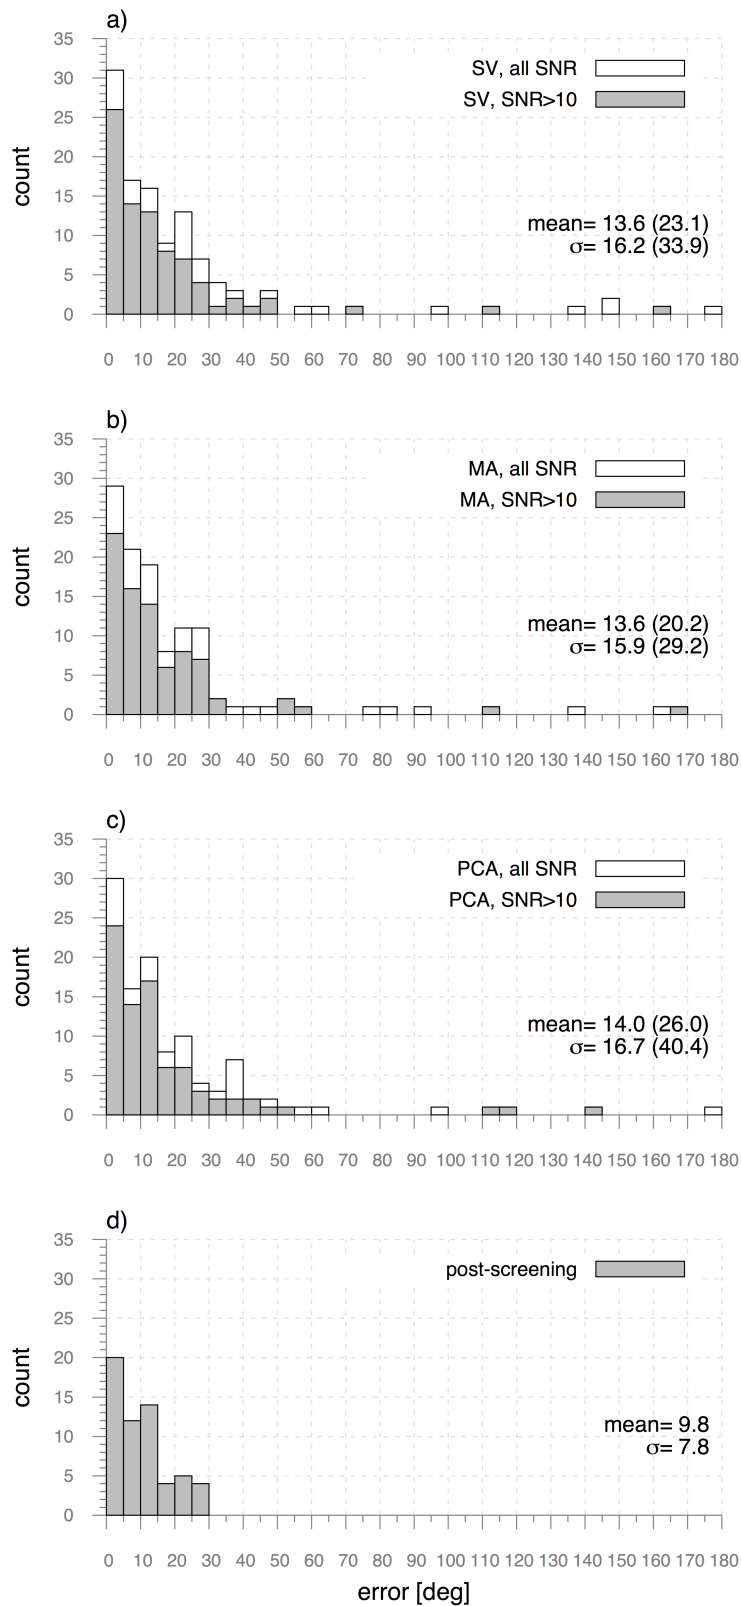 a)
35
30
25
20
15
10
5
0
count
SV, all SNR
SV, SNR>10
mean= 13.6 (23.1)
σ= 16.2 (33.9)
0 10 20 30 40 50 60 70 80 90 100 110 120 130 140 150 160 170 180
b)
35
30
25
20
15
10
5
0
count
MA, all SNR
MA, SNR>10
mean= 13.6 (20.2)
σ= 15.9 (29.2)
0 10 20 30 40 50 60 70 80 90 100 110 120 130 140 150 160 170 180
c)
35
30
25
20
15
10
5
0
count
PCA, all SNR
PCA, SNR>10
mean= 14.0 (26.0)
σ= 16.7 (40.4)
0 10 20 30 40 50 60 70 80 90 100 110 120 130 140 150 160 170 180
d)
35
30
25
20
15
10
5
0
count
post-screening
mean= 9.8
σ= 7.8
0 10 20 30 40 50 60 70 80 90 100 110 120 130 140 150 160 170 180
error [deg]